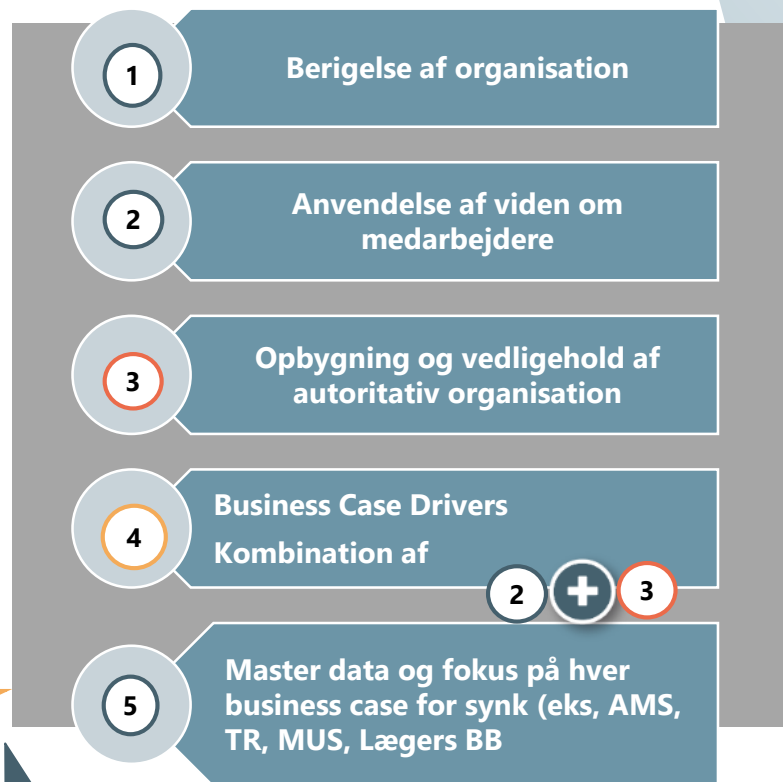 1
Berigelse af organisation
2
Anvendelse af viden om
medarbejdere
3
Opbygning og vedligehold af
autoritativ organisation
4
Business Case Drivers
Kombination af
2 + 3
5
Master data og fokus på hver
business case for synk (eks, AMS,
TR, MUS, Lægers BB